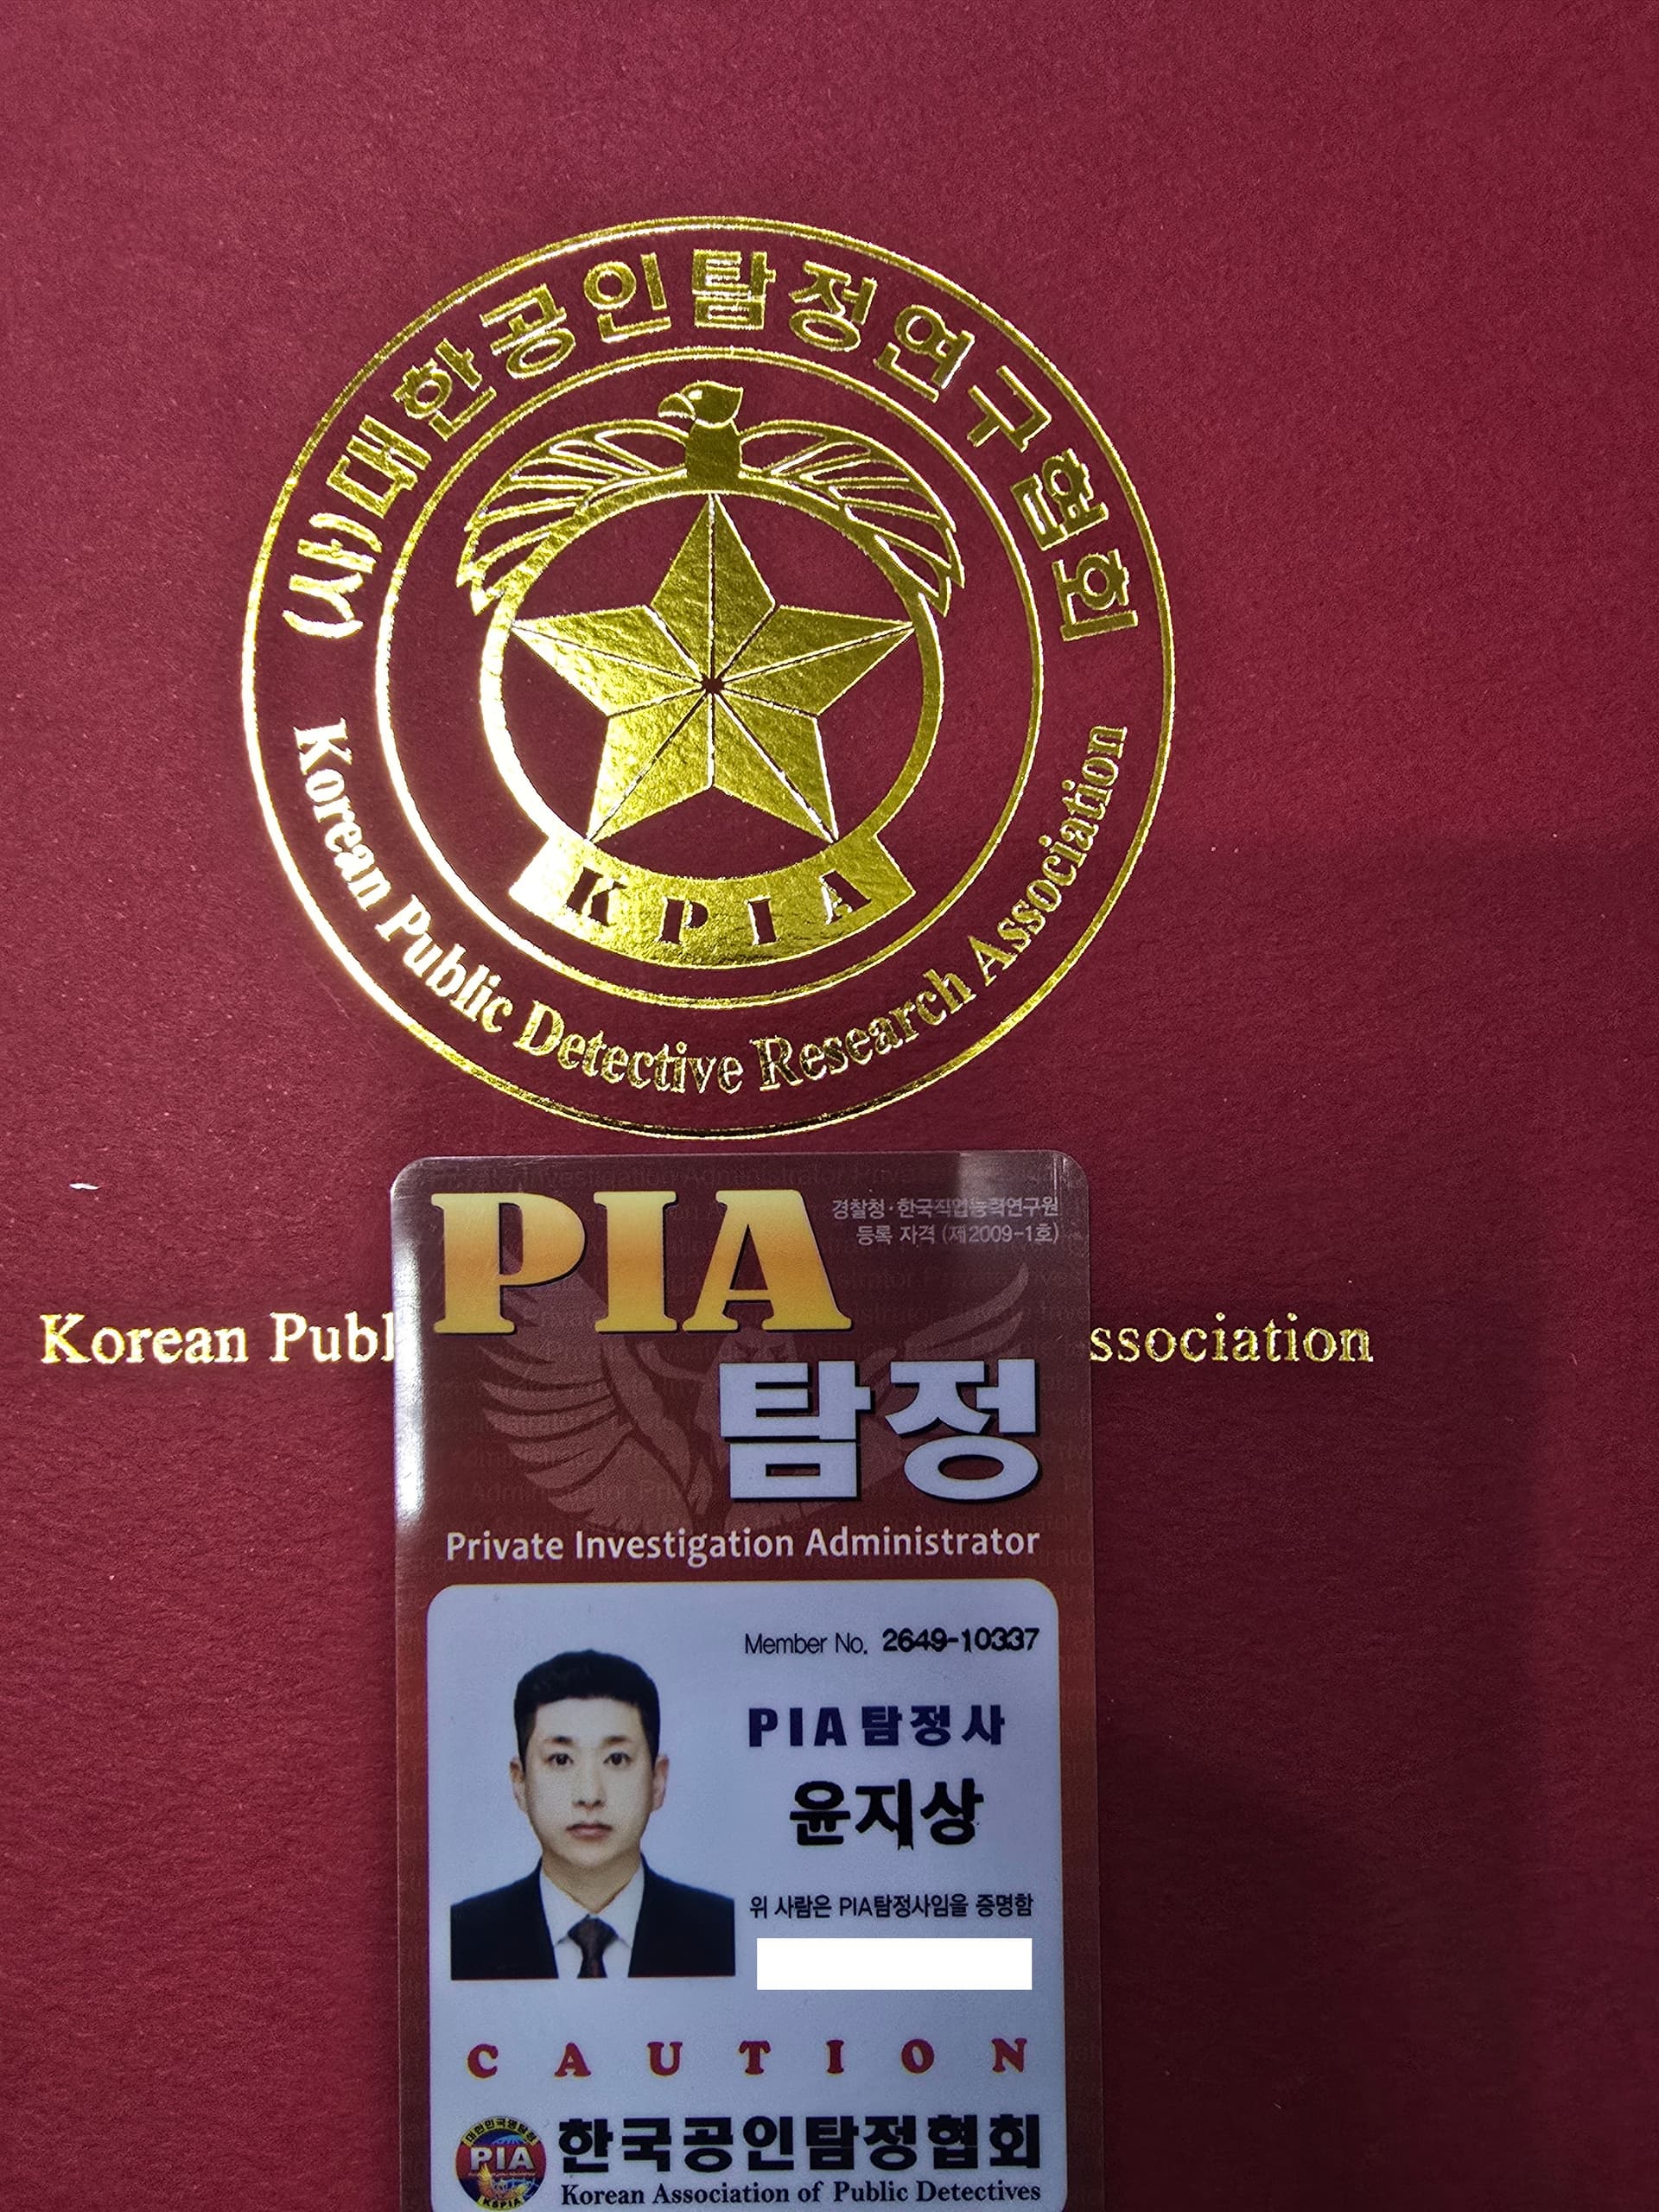 (사)대한공인탐정연구협회
KPIA
Korean Public Detective Research Association
Korean Publ ssociation
PIA
경찰청·한국직업능력연구원
등록 자격 (제2009-1호)
탐정
Private Investigation Administrator
Member No. 2649-10337
PIA탐정사
윤지상
위 사람은 PIA탐정사임을 증명함
CAUTION
PIA
KSPIA
한국공인탐정협회
Korean Association of Public Detectives